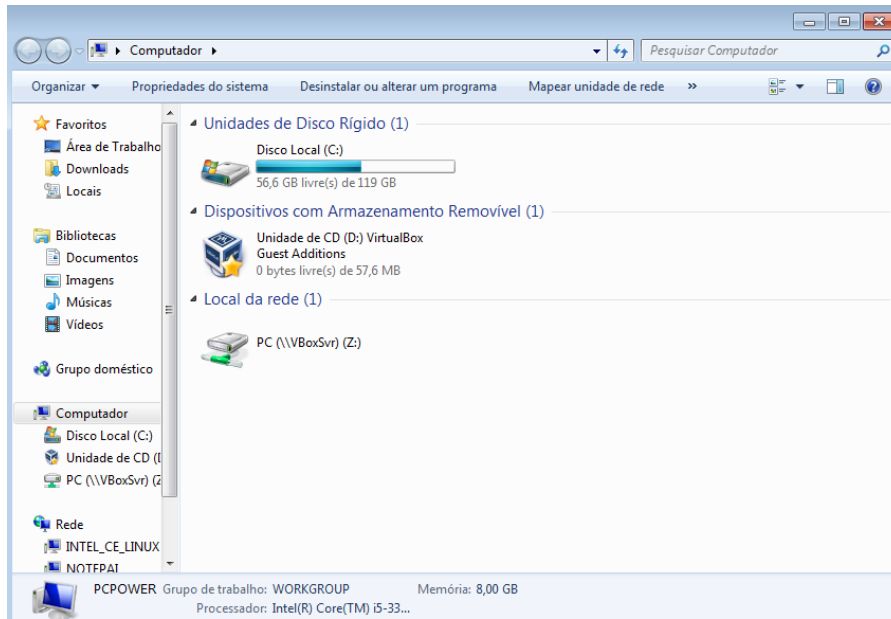 Computador
Pesquisar Computador
Organizar
Propriedades do sistema
Desinstalar ou alterar um programa
Mapear unidade de rede
»
Favoritos
Área de Trabalho
Downloads
Locais
Bibliotecas
Documentos
Imagens
Músicas
Vídeos
Grupo doméstico
Computador
Disco Local (C:)
Unidade de CD (
PC (\\VBoxSvr) (Z
Rede
INTEL_CE_LINUX
NOTEPAI
Unidades de Disco Rígido (1)
Disco Local (C:)
56,6 GB livre(s) de 119 GB
Dispositivos com Armazenamento Removível (1)
Unidade de CD (D:) VirtualBox
Guest Additions
0 bytes livre(s) de 57,6 MB
Local da rede (1)
PC (\\VBoxSvr) (Z:)
PCPOWER Grupo de trabalho: WORKGROUP Memória: 8,00 GB
Processador: Intel(R) Core(TM) i5-33...